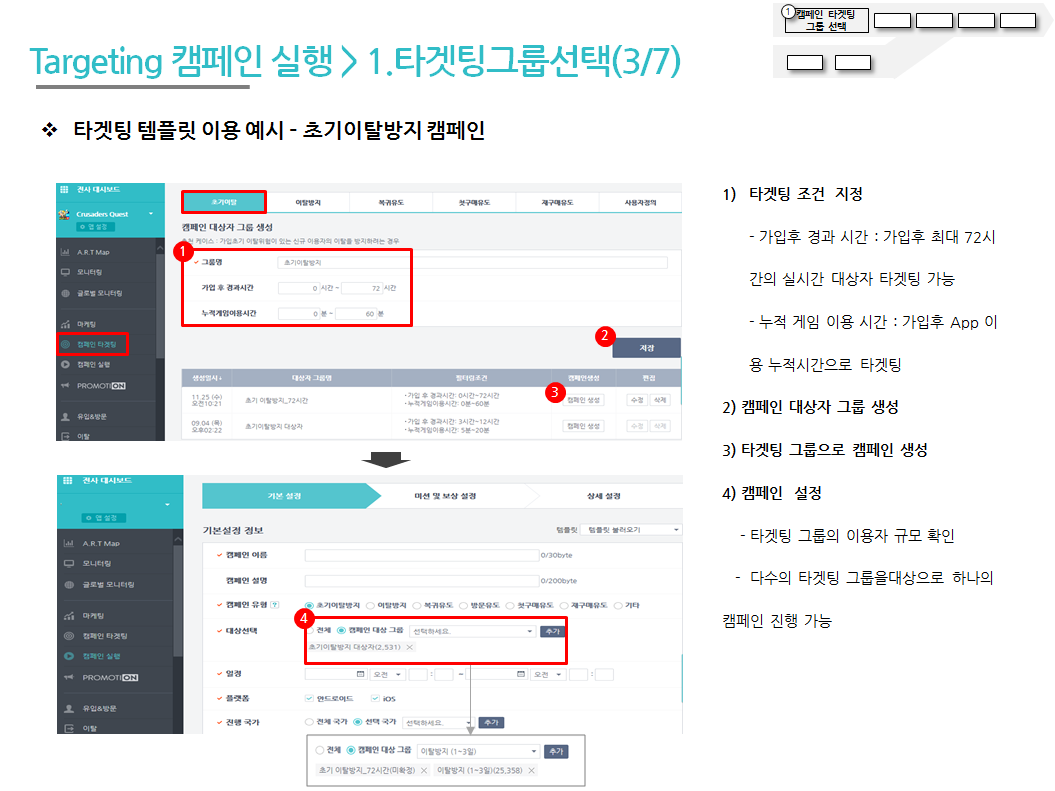 1 캠페인 타겟팅
그룹 선택
Targeting 캠페인 실행 > 1.타겟팅그룹선택(3/7)
❖ 타겟팅 템플릿 이용 예시 – 초기이탈방지 캠페인
전사 대시보드
Crusaders Quest
앱 설정
A.R.T Map
모니터링
글로벌 모니터링
마케팅
캠페인 타겟팅
캠페인 실행
PROMOTION
유입&방문
이탈
초기이탈 이탈방지 복귀유도 첫구매유도 재구매유도 사용자정의
캠페인 대상자 그룹 생성
추천 케이스 : 가입초기 이탈위험이 있는 신규 이용자의 이탈을 방지하려는 경우
1
그룹명 초기이탈방지
가입 후 경과시간 0 시간 ~ 72 시간
누적게임이용시간 0 분 ~ 60 분
2
저장
생성일시↓ 대상자 그룹명 필터링조건 캠페인생성 편집
3
11.25 (수) 오전10:21 초기 이탈방지_72시간 • 가입 후 경과시간: 0시간~72시간 캠페인 생성 수정 삭제
• 누적게임이용시간: 0분~60분
09.04 (목) 오후02:22 초기이탈방지 대상자 • 가입 후 경과시간: 3시간~12시간 캠페인 생성 수정 삭제
• 누적게임이용시간: 5분~20분
전사 대시보드
앱 설정
A.R.T Map
모니터링
글로벌 모니터링
마케팅
캠페인 타겟팅
캠페인 실행
PROMOTION
유입&방문
이탈
기본 설정 미션 및 보상 설정 상세 설정
기본설정 정보 템플릿 템플릿 불러오기
캠페인 이름 0/30byte
캠페인 설명 0/200byte
캠페인 유형 ? 초기이탈방지 이탈방지 복귀유도 방문유도 첫구매유도 재구매유도 기타
4
대상선택 전체 캠페인 대상 그룹 선택하세요. 추가
초기이탈방지 대상자(2,531) ×
일정 오전 : ~ 오전 :
플랫폼 안드로이드 iOS
진행 국가 전체 국가 선택 국가 선택하세요. 추가
전체 캠페인 대상 그룹 이탈방지 (1~3일) 추가
초기 이탈방지_72시간(미확정) × 이탈방지 (1~3일)(25,358) ×
1) 타겟팅 조건 지정
- 가입후 경과 시간 : 가입후 최대 72시
간의 실시간 대상자 타겟팅 가능
- 누적 게임 이용 시간 : 가입후 App 이
용 누적시간으로 타겟팅
2) 캠페인 대상자 그룹 생성
3) 타겟팅 그룹으로 캠페인 생성
4) 캠페인 설정
- 타겟팅 그룹의 이용자 규모 확인
- 다수의 타겟팅 그룹을대상으로 하나의
캠페인 진행 가능